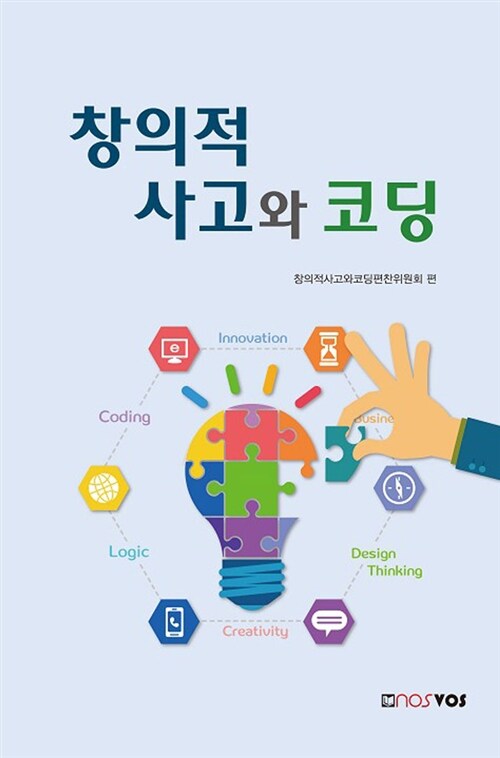 창의적
사고와 코딩
창의적사고와코딩편찬위원회 편
Innovation
Coding
Busine
Logic
Design
Thinking
Creativity
nosvos